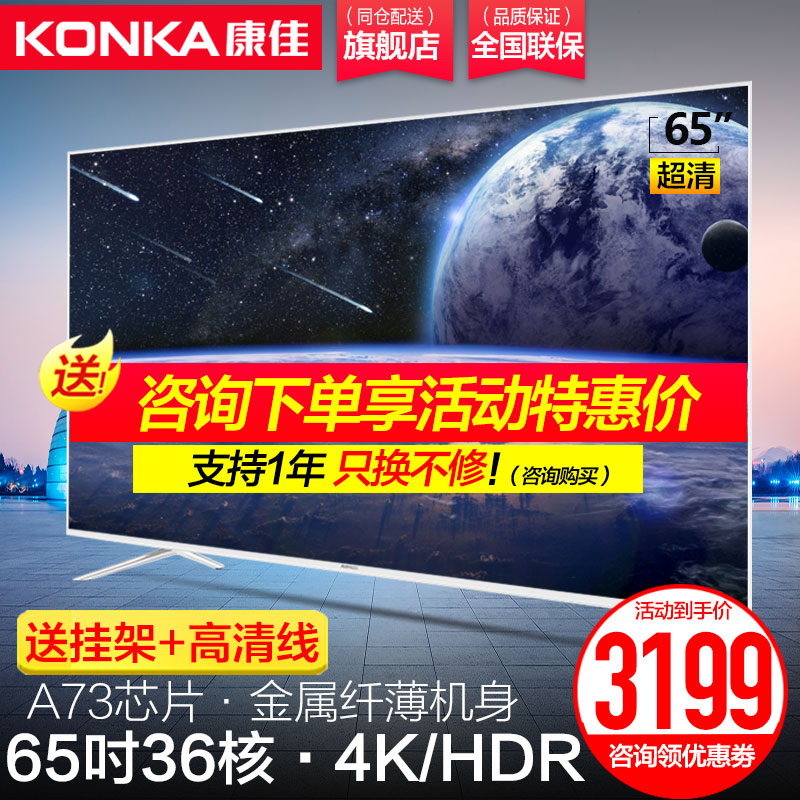 KONKA康佳
（同仓配送）
旗舰店
（品质保证）
全国联保
65”
超清
送!
咨询下单享活动特惠价
支持1年 只换不修!（咨询购买）
送挂架+高清线
A73芯片·金属纤薄机身
65吋36核·4K/HDR
活动到手价
3199
咨询领优惠劵